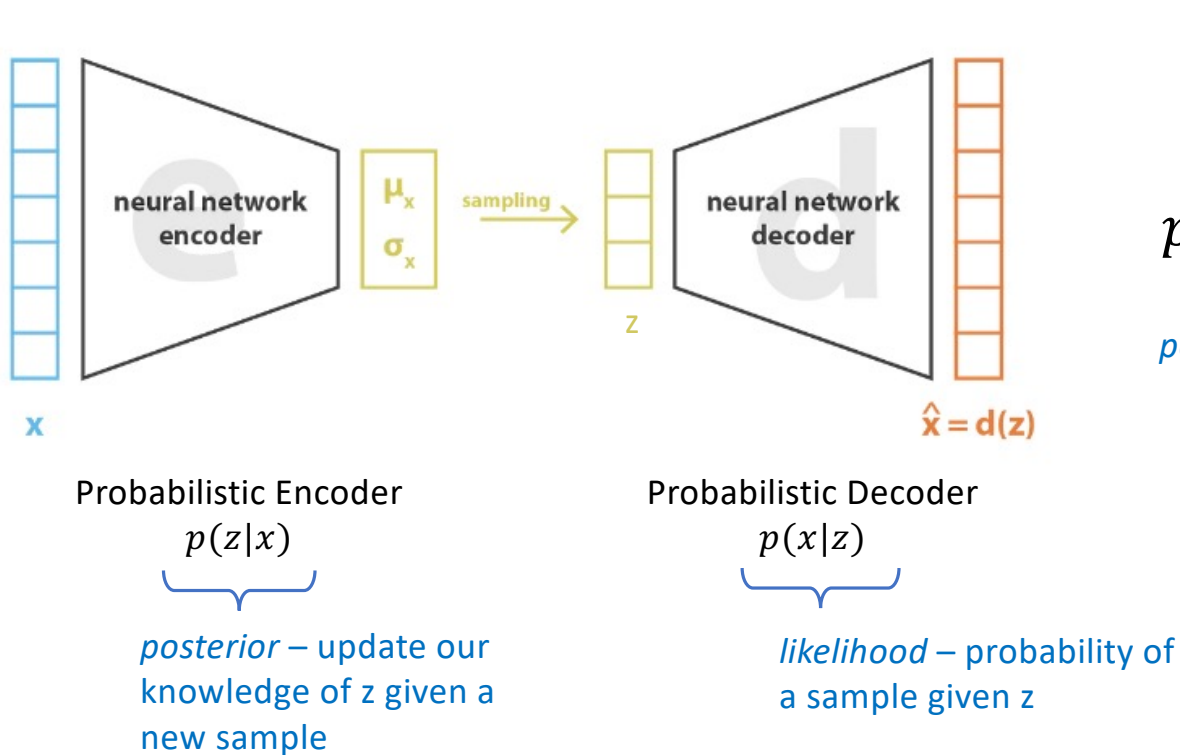 e
d
neural network
encoder
μx
σx
sampling
z
neural network
decoder
x
x̂ = d(z)
p
p
Probabilistic Encoder
p(z|x)
Probabilistic Decoder
p(x|z)
posterior – update our
knowledge of z given a
new sample
likelihood – probability of
a sample given z